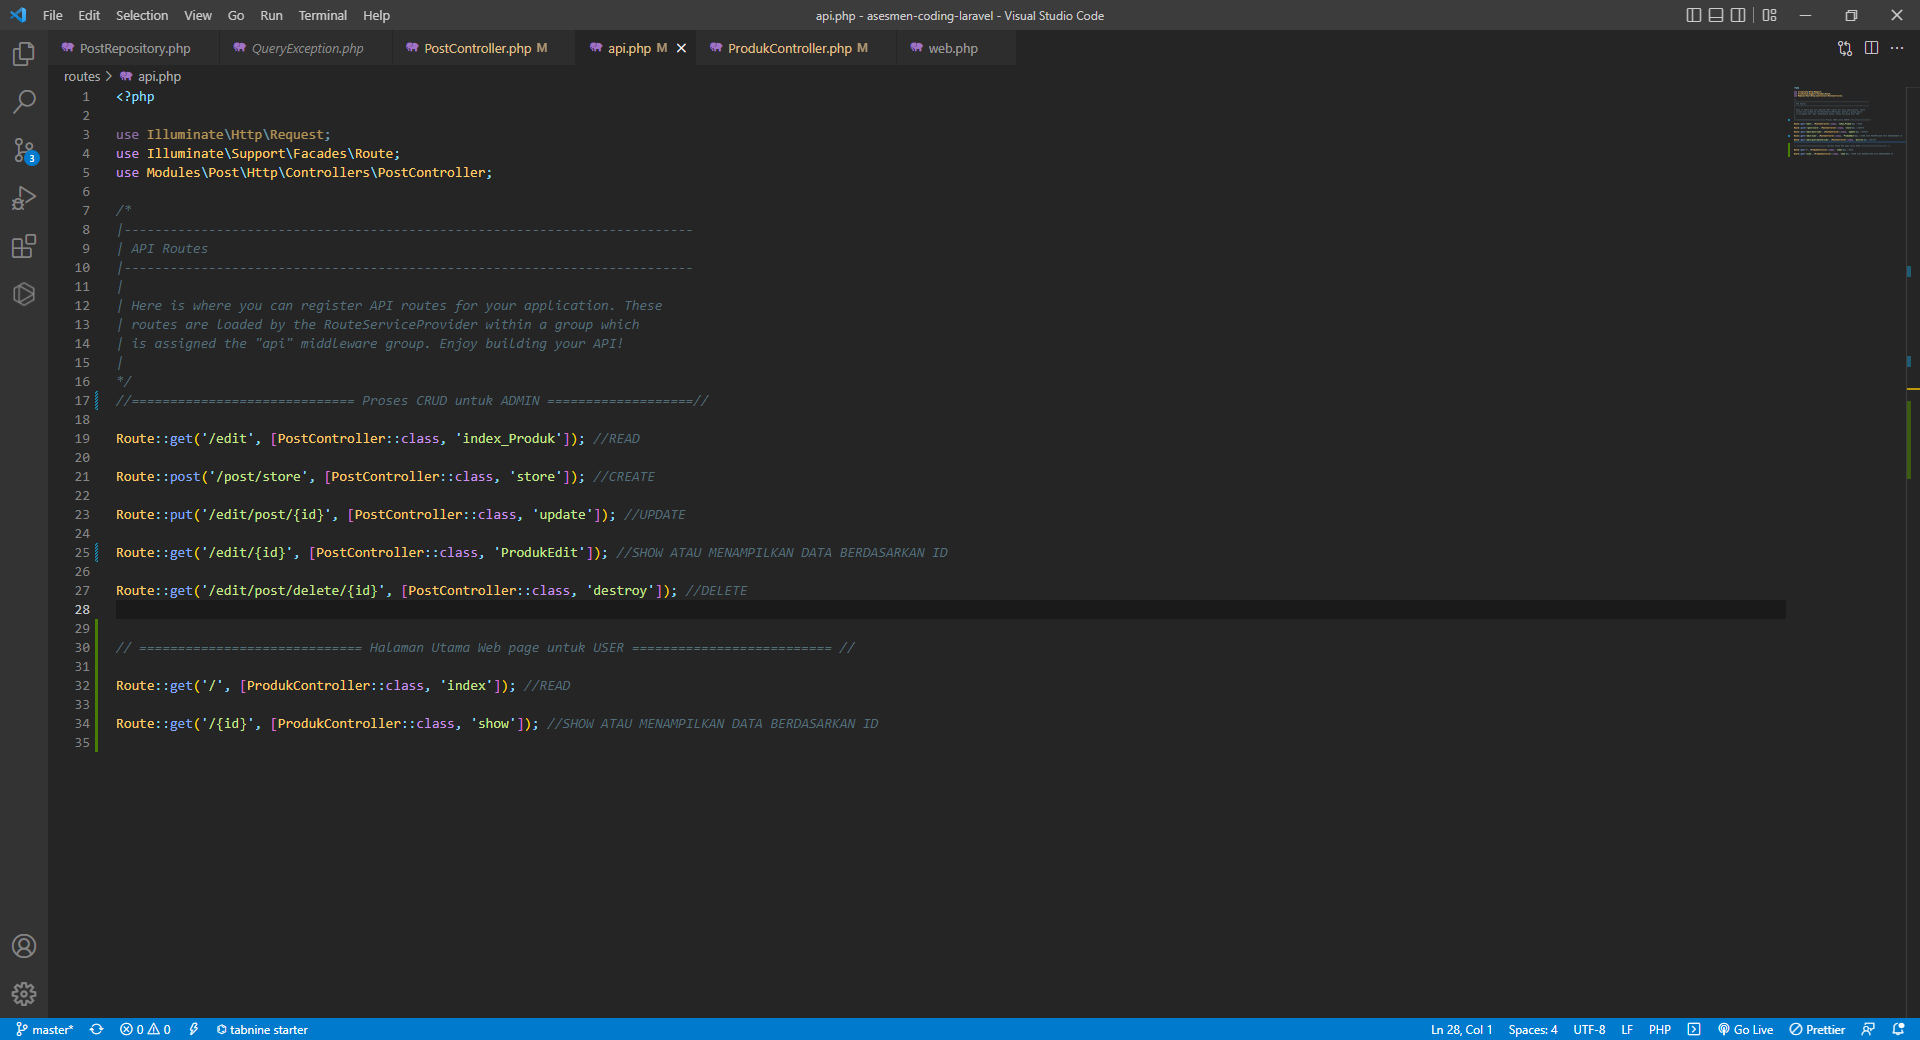 File Edit Selection View Go Run Terminal Help api.php - asesmen-coding-laravel - Visual Studio Code
PostRepository.php QueryException.php PostController.php M api.php M ProdukController.php M web.php
routes > api.php
1 <?php
2
3 use Illuminate\Http\Request;
4 use Illuminate\Support\Facades\Route;
5 use Modules\Post\Http\Controllers\PostController;
6
7 /*
8 |--------------------------------------------------------------------------
9 | API Routes
10 |--------------------------------------------------------------------------
11 |
12 | Here is where you can register API routes for your application. These
13 | routes are loaded by the RouteServiceProvider within a group which
14 | is assigned the "api" middleware group. Enjoy building your API!
15 |
16 */
17 //============================= Proses CRUD untuk ADMIN ===================//
18
19 Route::get('/edit', [PostController::class, 'index_Produk']); //READ
20
21 Route::post('/post/store', [PostController::class, 'store']); //CREATE
22
23 Route::put('/edit/post/{id}', [PostController::class, 'update']); //UPDATE
24
25 Route::get('/edit/{id}', [PostController::class, 'ProdukEdit']); //SHOW ATAU MENAMPILKAN DATA BERDASARKAN ID
26
27 Route::get('/edit/post/delete/{id}', [PostController::class, 'destroy']); //DELETE
28
29
30 // ============================= Halaman Utama Web page untuk USER ========================== //
31
32 Route::get('/', [ProdukController::class, 'index']); //READ
33
34 Route::get('/{id}', [ProdukController::class, 'show']); //SHOW ATAU MENAMPILKAN DATA BERDASARKAN ID
35
3
master* 0 0 tabnine starter Ln 28, Col 1 Spaces: 4 UTF-8 LF PHP Go Live Prettier